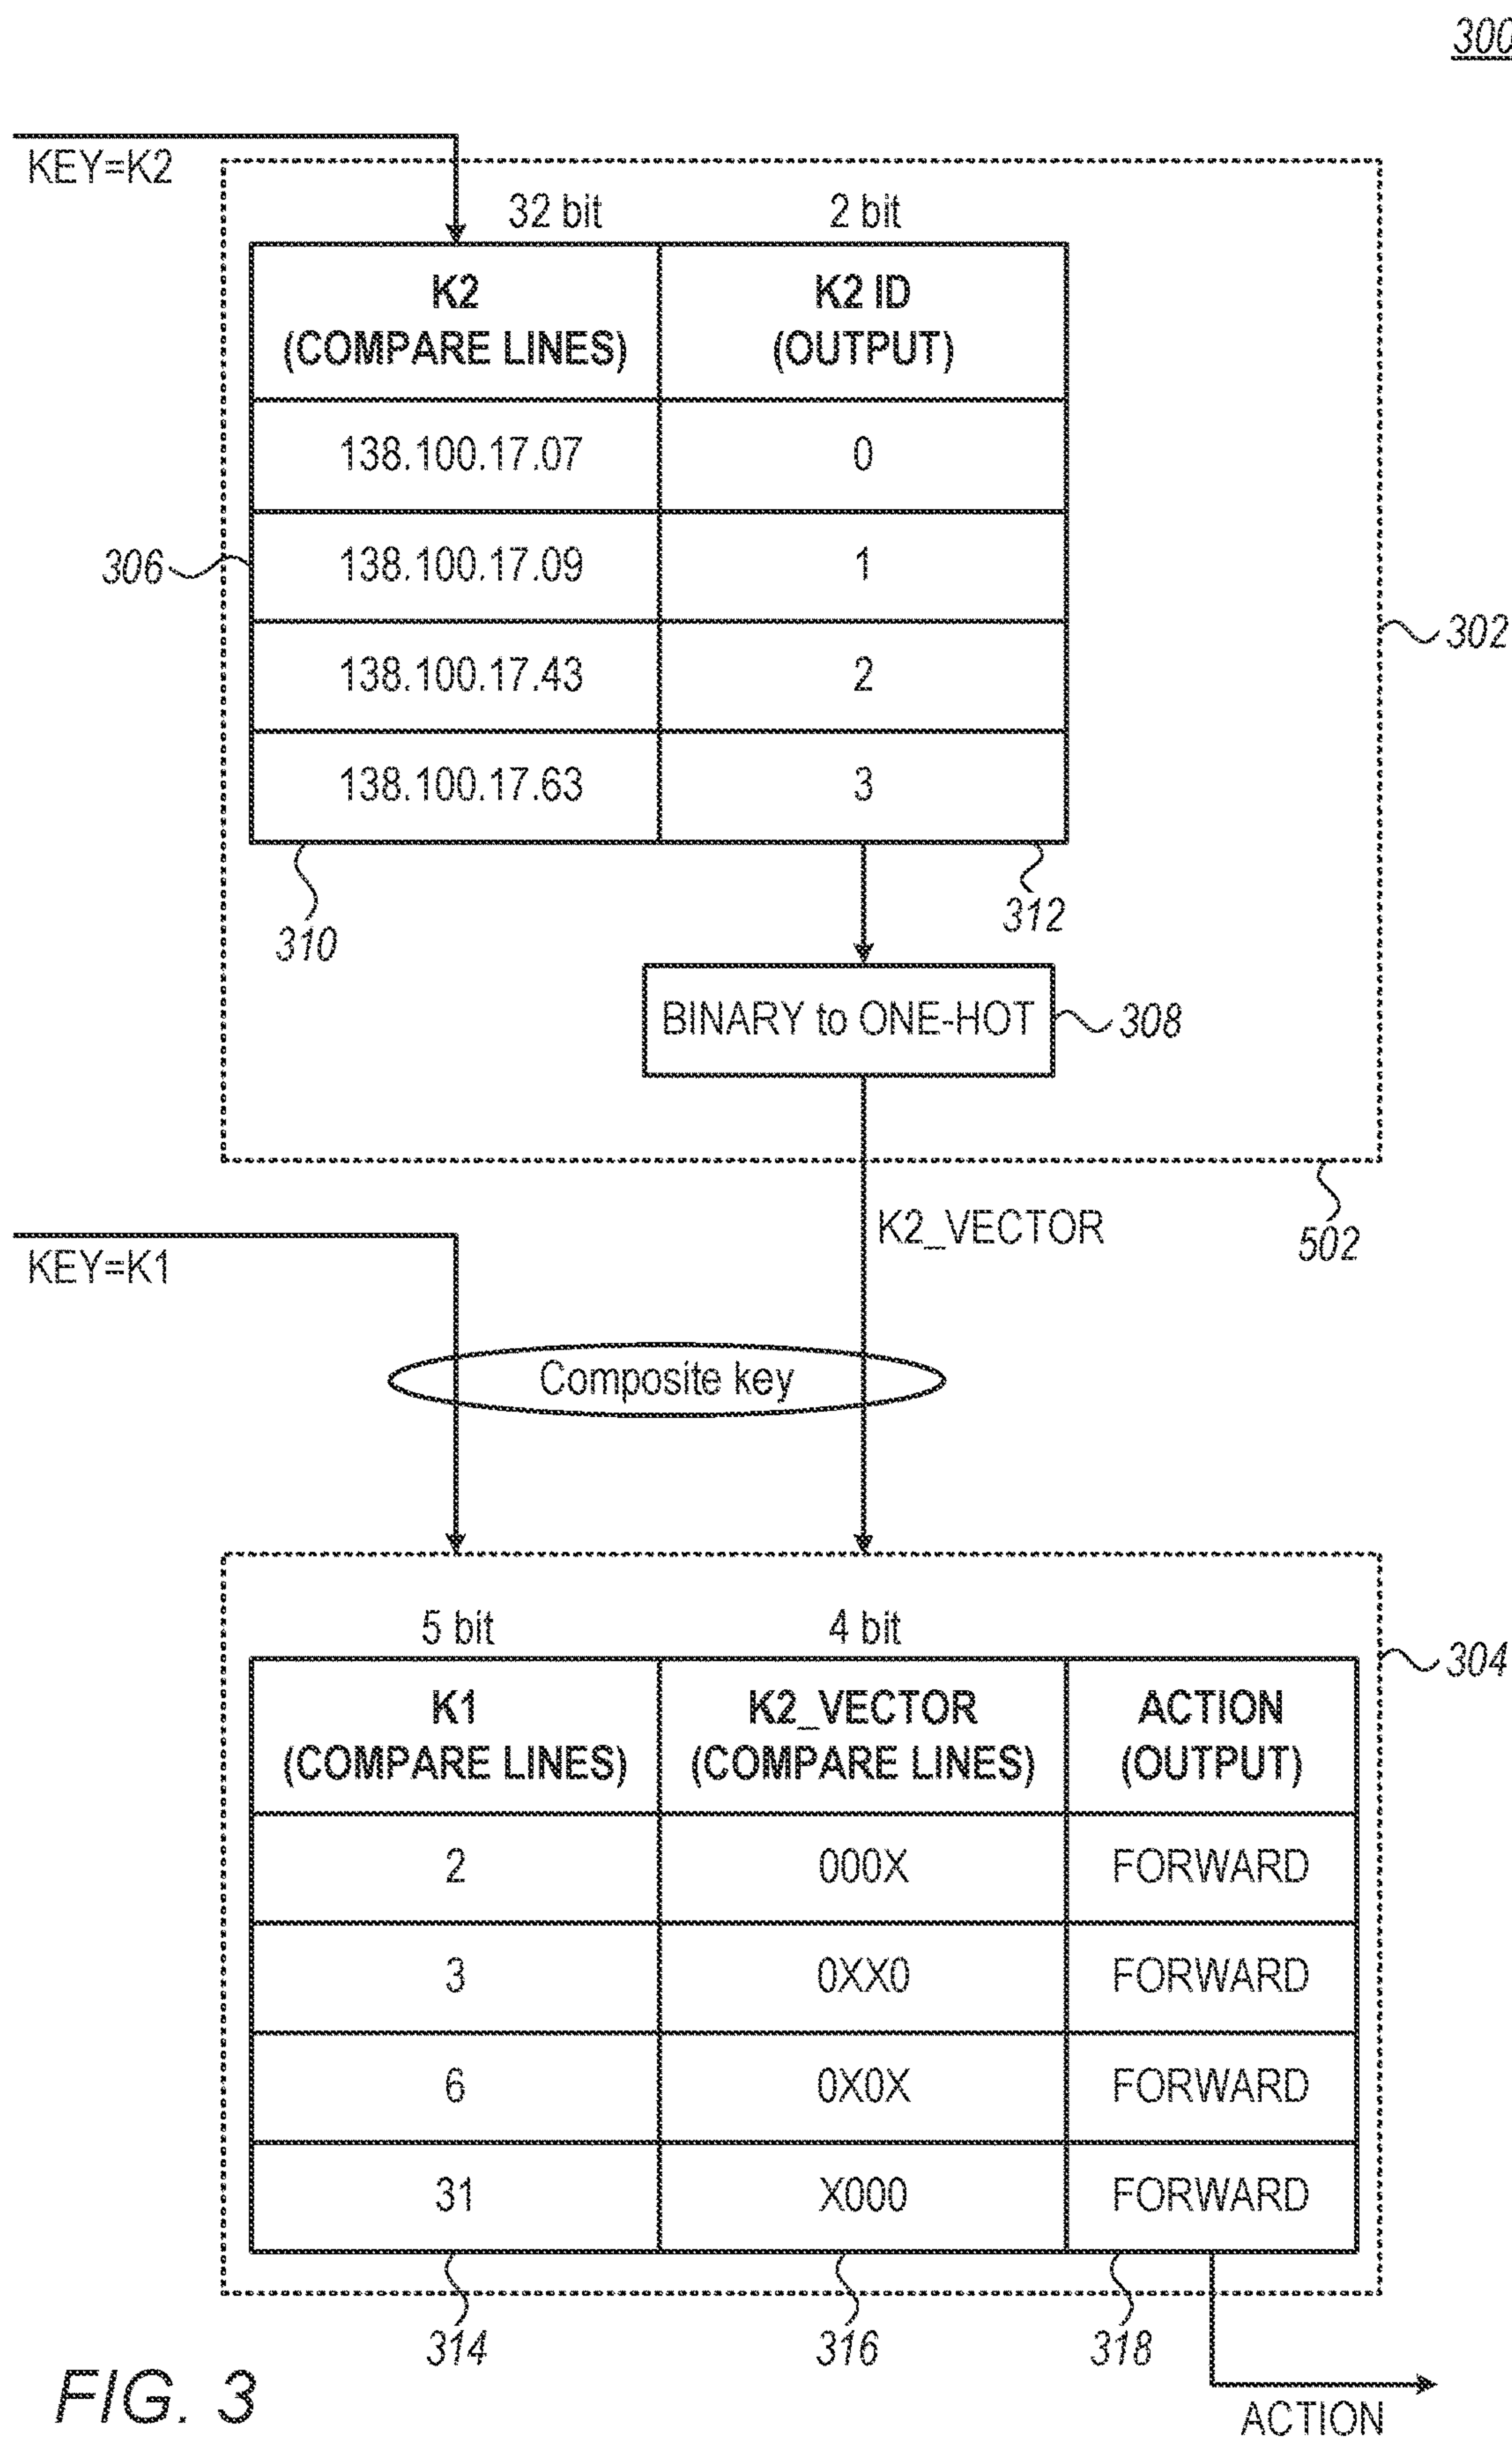 300
KEY=K2
32 bit 2 bit
K2 K2 ID
(COMPARE LINES) (OUTPUT)
138.100.17.07 0
306 138.100.17.09 1
302
138.100.17.43 2
138.100.17.63 3
310 312
BINARY to ONE-HOT 308
K2_VECTOR 502
KEY=K1
Composite key
5 bit 4 bit
304
K1 K2_VECTOR ACTION
(COMPARE LINES) (COMPARE LINES) (OUTPUT)
2 000X FORWARD
3 0XX0 FORWARD
6 0X0X FORWARD
31 X000 FORWARD
314 316 318
FIG. 3
ACTION